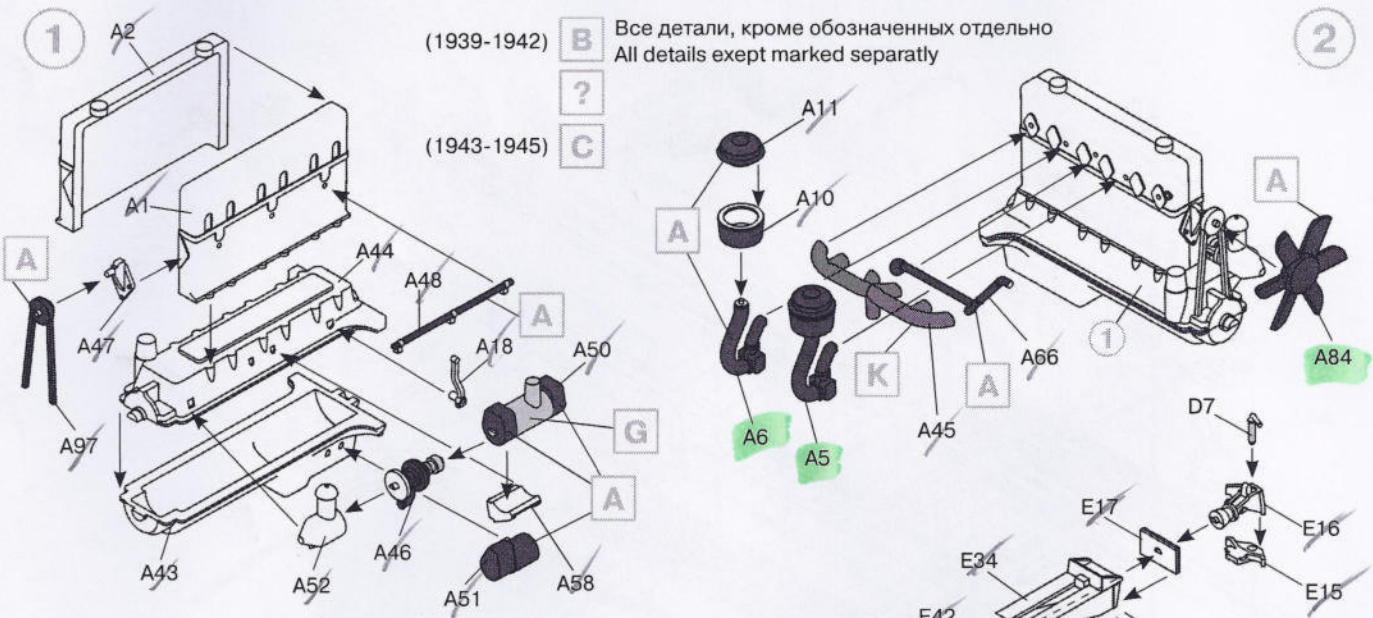 1
A2
(1939-1942) B Все детали, кроме обозначенных отдельно
All details exept marked separatly
?
(1943-1945) C
2
A1
A
A47
A97
A44
A48
A
A18
A50
G
A
A43
A52
A46
A51
A58
A11
A10
A
A6
A5
K
A45
A
A66
1
A
A84
D7
E17
E16
E15
E34
E42